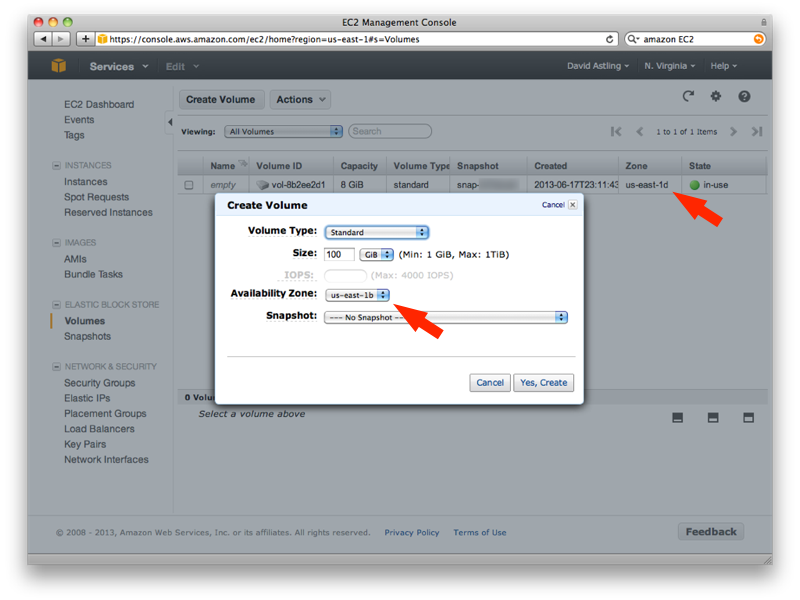 EC2 Management Console
https://console.aws.amazon.com/ec2/home?region=us-east-1#s=Volumes
amazon EC2
Services
Edit
David Astling
N. Virginia
Help
EC2 Dashboard
Events
Tags
INSTANCES
Instances
Spot Requests
Reserved Instances
IMAGES
AMIs
Bundle Tasks
ELASTIC BLOCK STORE
Volumes
Snapshots
NETWORK & SECURITY
Security Groups
Elastic IPs
Placement Groups
Load Balancers
Key Pairs
Network Interfaces
Create Volume Actions
Viewing: All Volumes Search
1 to 1 of 1 Items
Name Volume ID Capacity Volume Type Snapshot Created Zone State
empty vol-8b2ee2d1 8 GiB standard snap- 2013-06-17T23:11:43 us-east-1d in-use
Create Volume Cancel
Volume Type: Standard
Size: 100 GiB (Min: 1 GiB, Max: 1TiB)
IOPS: (Max: 4000 IOPS)
Availability Zone: us-east-1b
Snapshot: --- No Snapshot ---
Cancel Yes, Create
0 Volu
Select a volume above
© 2008 - 2013, Amazon Web Services, Inc. or its affiliates. All rights reserved. Privacy Policy Terms of Use
Feedback